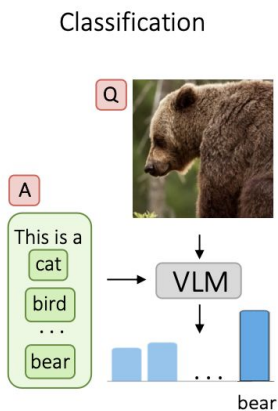 Classification
Q
A
This is a
cat
bird
...
bear
VLM
...
bear